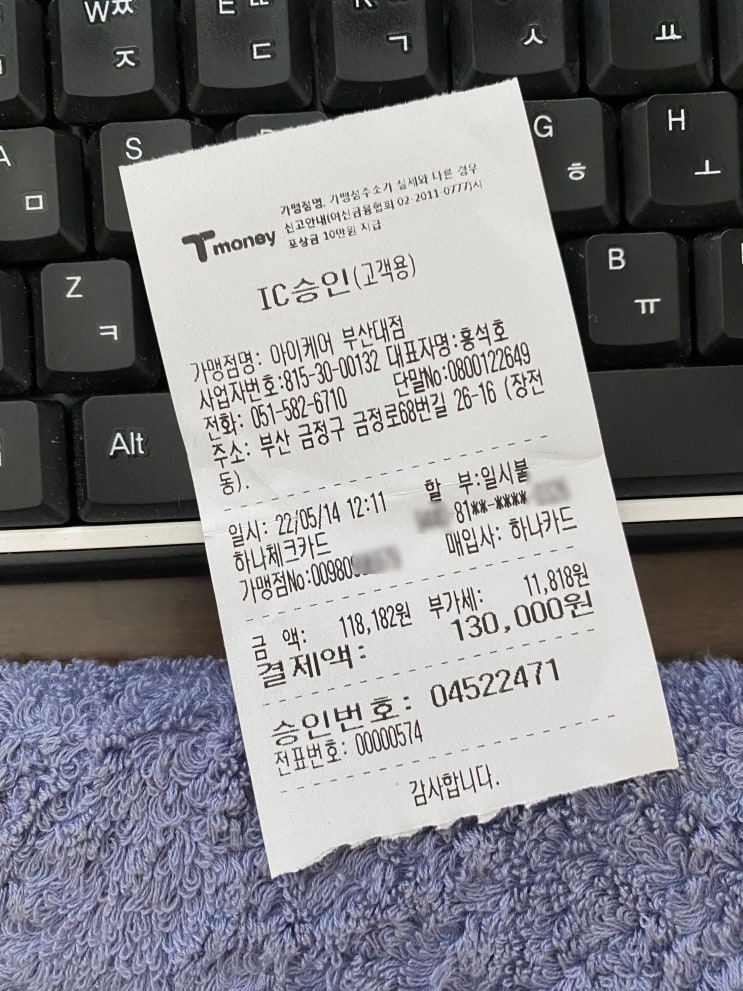 W ㅉ ㅈ
E ㄸ ㄷ
R ㄱ
ㅅ
ㅛ
A ㅁ
S
G ㅎ
H ㅗ
Z ㅋ
B ㅠ
Alt
Tmoney
가맹점명, 가맹점주소가 실제와 다른 경우
신고안내(여신금융협회 02-2011-0777)시
포상금 10만원 지급
IC승인(고객용)
가맹점명: 아이케어 부산대점
사업자번호:815-30-00132 대표자명:홍석호
전화: 051-582-6710 단말No:0800122649
주소: 부산 금정구 금정로68번길 26-16 (장전
동).
일시: 22/05/14 12:11 할 부:일시불
하나체크카드 81**-****
가맹점No:00980 매입사: 하나카드
금 액: 118,182원 부가세: 11,818원
결제액: 130,000원
승인번호: 04522471
전표번호: 00000574
감사합니다.